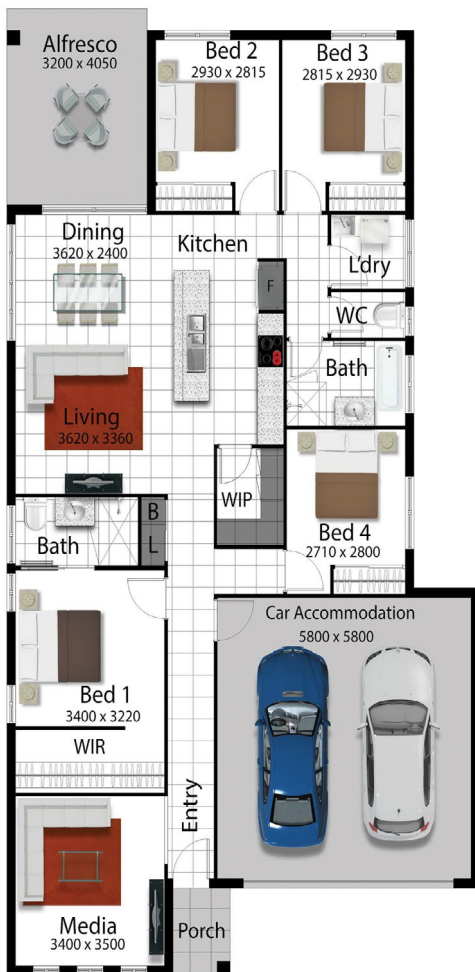 Alfresco
3200 x 4050
Bed 2
2930 x 2815
Bed 3
2815 x 2930
Dining
3620 x 2400
Kitchen
F
L'dry
WC
Bath
Living
3620 x 3360
WIP
Bed 4
2710 x 2800
B
L
Bath
Bed 1
3400 x 3220
WIR
Car Accommodation
5800 x 5800
Entry
Media
3400 x 3500
Porch